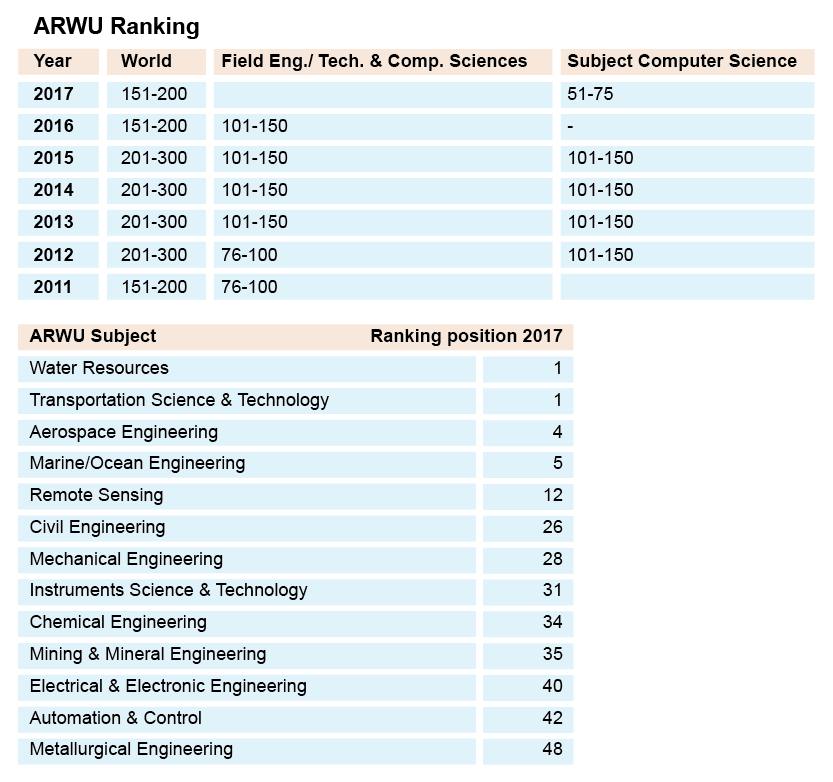 ARWU Ranking
Year World Field Eng./ Tech. & Comp. Sciences Subject Computer Science
2017 151-200 51-75
2016 151-200 101-150 -
2015 201-300 101-150 101-150
2014 201-300 101-150 101-150
2013 201-300 101-150 101-150
2012 201-300 76-100 101-150
2011 151-200 76-100
ARWU Subject Ranking position 2017
Water Resources 1
Transportation Science & Technology 1
Aerospace Engineering 4
Marine/Ocean Engineering 5
Remote Sensing 12
Civil Engineering 26
Mechanical Engineering 28
Instruments Science & Technology 31
Chemical Engineering 34
Mining & Mineral Engineering 35
Electrical & Electronic Engineering 40
Automation & Control 42
Metallurgical Engineering 48